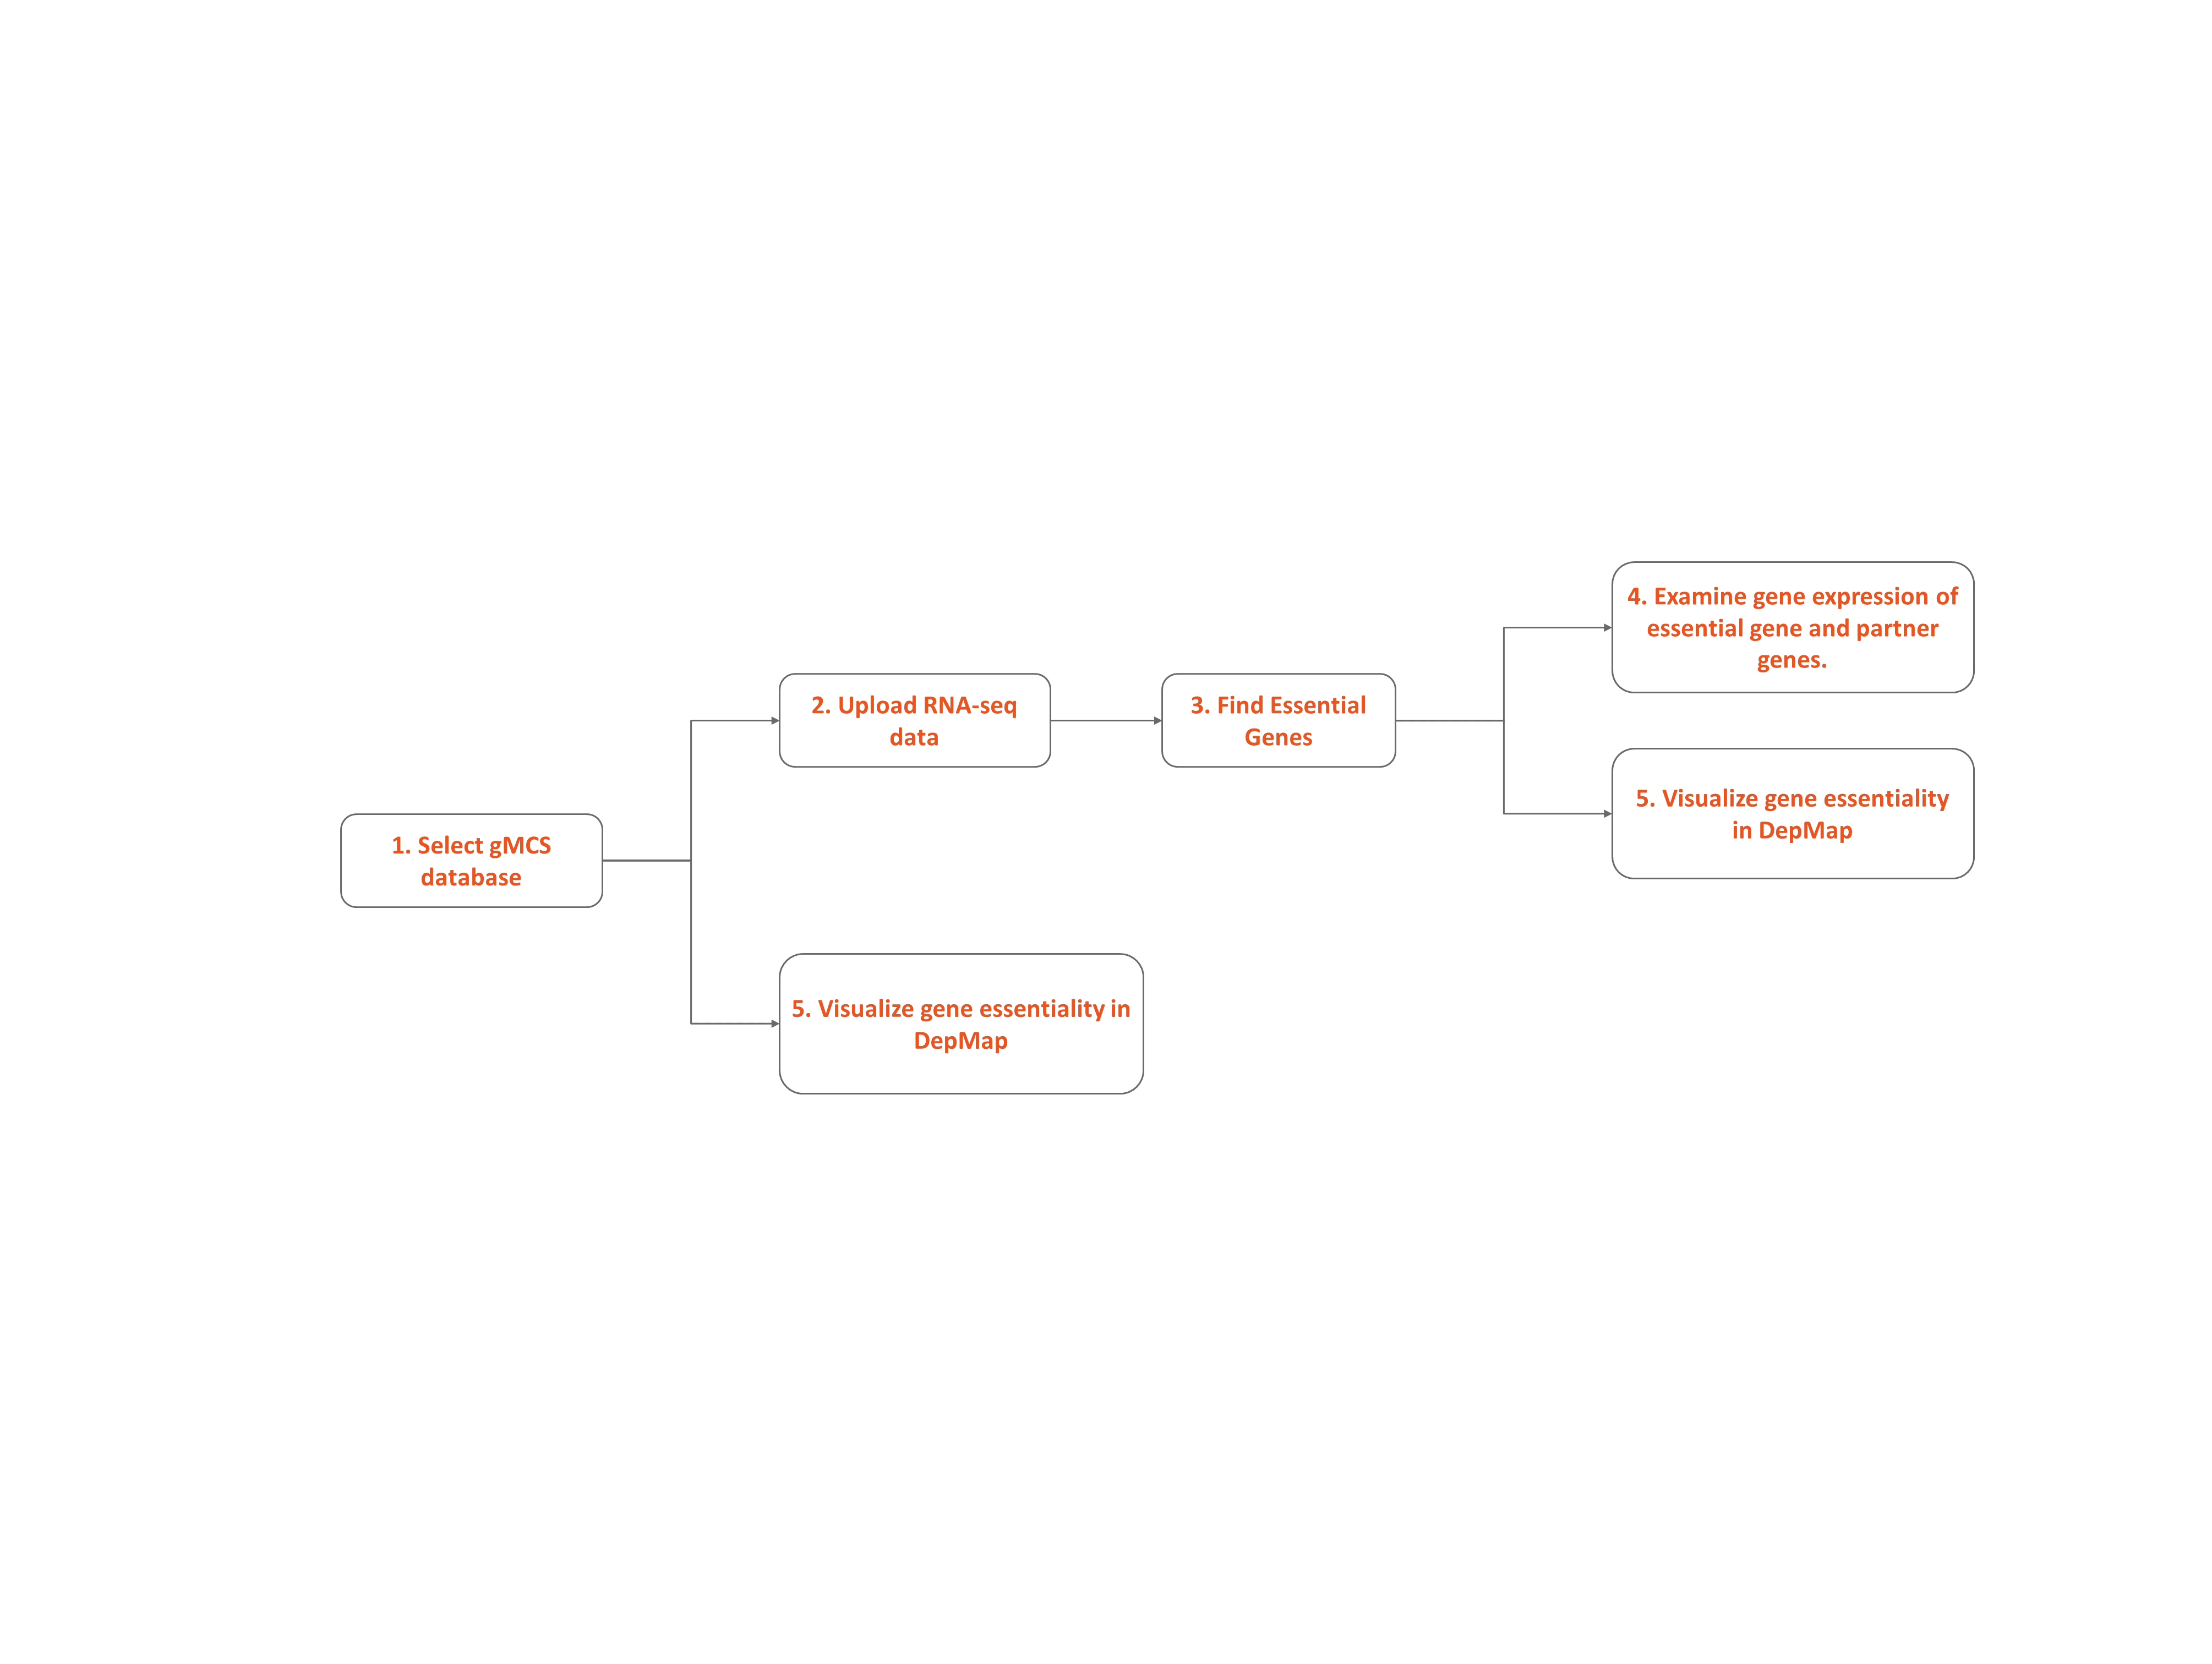 1. Select gMCS
database
2. Upload RNA-seq
data
3. Find Essential
Genes
4. Examine gene expression of
essential gene and partner
genes.
5. Visualize gene essentiality
in DepMap
5. Visualize gene essentiality in
DepMap